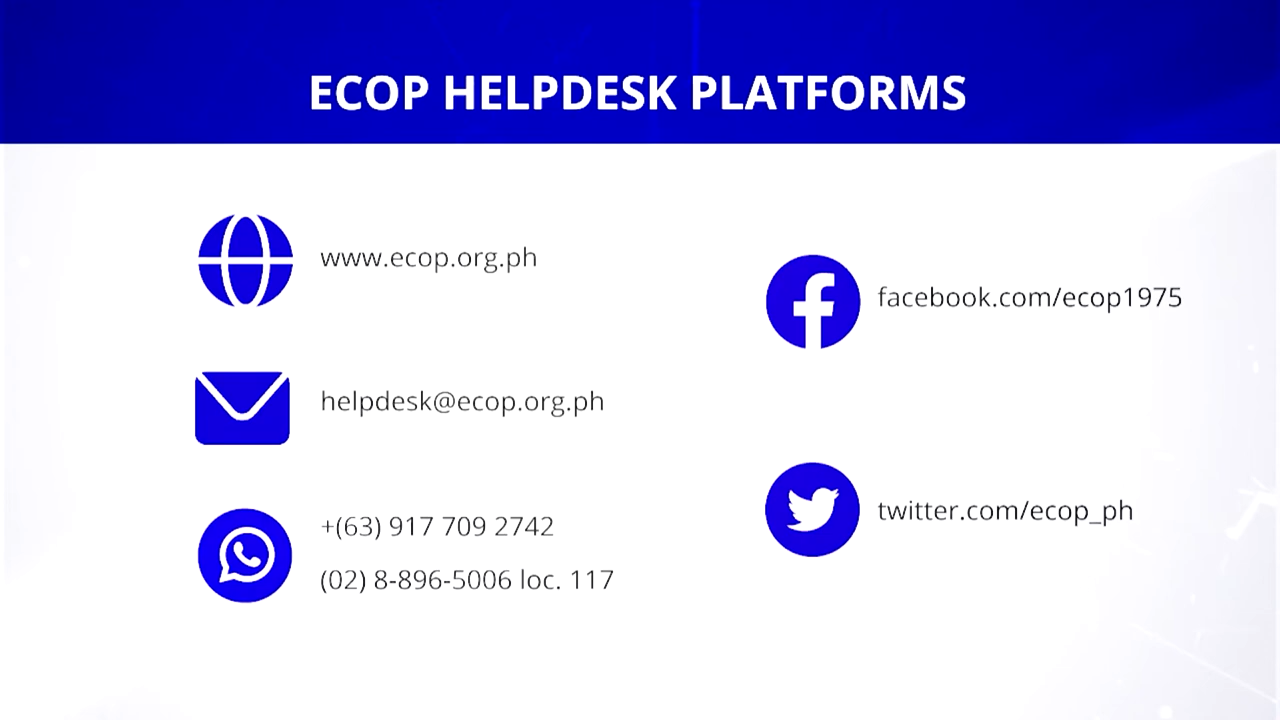 ECOP HELPDESK PLATFORMS
www.ecop.org.ph
helpdesk@ecop.org.ph
+(63) 917 709 2742
(02) 8-896-5006 loc. 117
facebook.com/ecop1975
twitter.com/ecop_ph